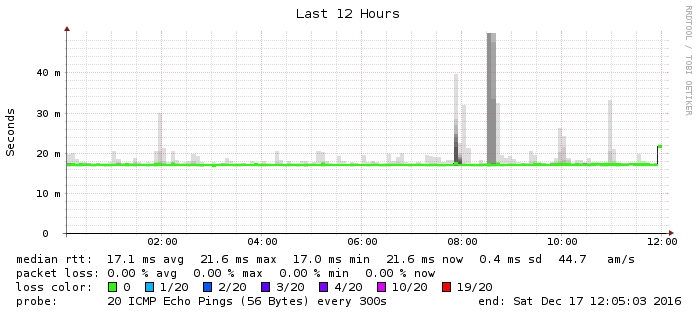 Last 12 Hours
RRDTOOL / TOBI OETIKER
Seconds
40 m
30 m
20 m
10 m
0
02:00 04:00 06:00 08:00 10:00 12:00
median rtt: 17.1 ms avg 21.6 ms max 17.0 ms min 21.6 ms now 0.4 ms sd 44.7 am/s
packet loss: 0.00 % avg 0.00 % max 0.00 % min 0.00 % now
loss color: 0 1/20 2/20 3/20 4/20 10/20 19/20
probe: 20 ICMP Echo Pings (56 Bytes) every 300s end: Sat Dec 17 12:05:03 2016